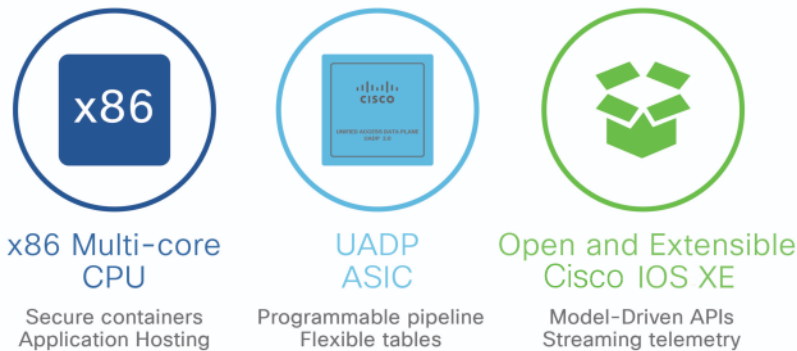 x86
CISCO
UNIFIED ACCESS DATA PLANE
UADP 2.0
x86 Multi-core
CPU
Secure containers
Application Hosting
UADP
ASIC
Programmable pipeline
Flexible tables
Open and Extensible
Cisco IOS XE
Model-Driven APIs
Streaming telemetry